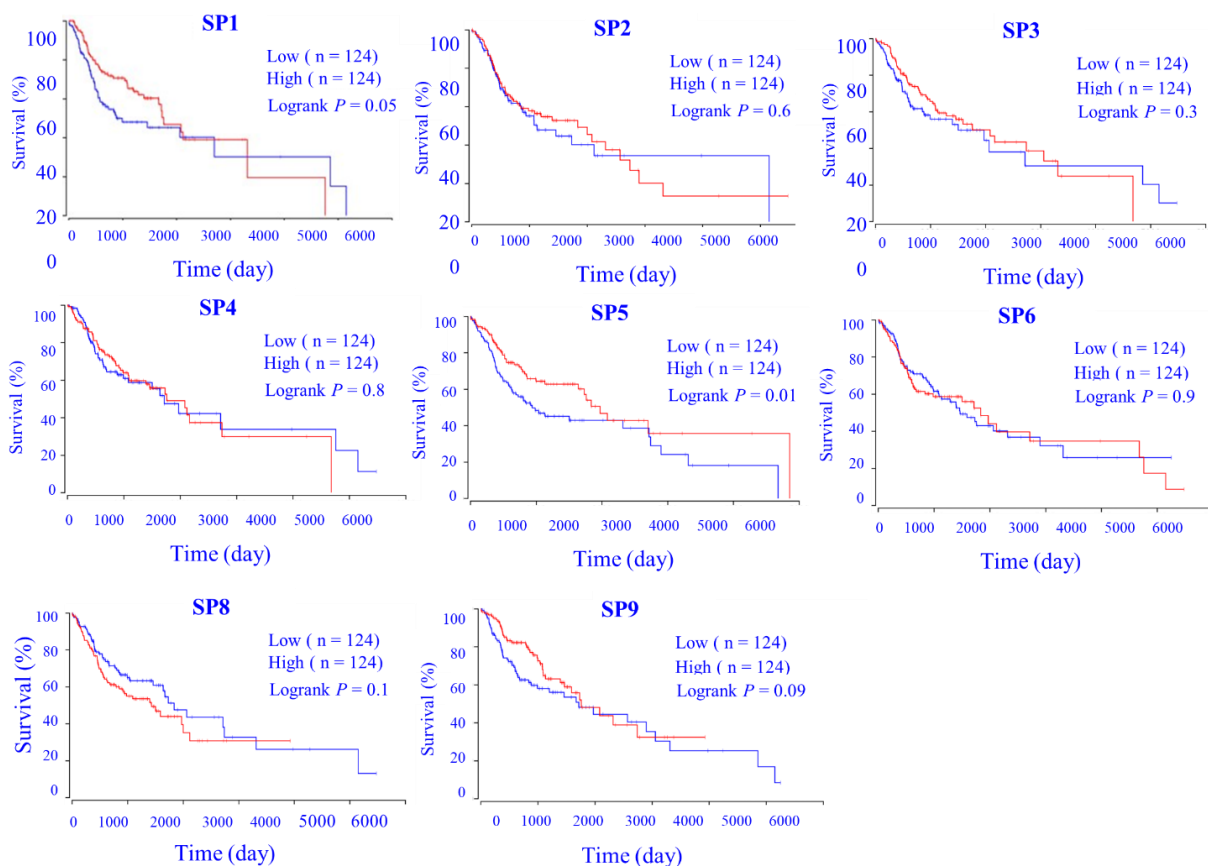 SP1
Low ( n = 124)
High ( n = 124)
Logrank P = 0.05
Survival (%)
100
80
60
40
20
0
0 1000 2000 3000 4000 5000 6000
Time (day)
SP2
Low ( n = 124)
High ( n = 124)
Logrank P = 0.6
Survival (%)
100
80
60
40
20
0
0 1000 2000 3000 4000 5000 6000
Time (day)
SP3
Low ( n = 124)
High ( n = 124)
Logrank P = 0.3
Survival (%)
100
80
60
40
20
0
0 1000 2000 3000 4000 5000 6000
Time (day)
SP4
Low ( n = 124)
High ( n = 124)
Logrank P = 0.8
Survival (%)
100
80
60
40
20
0
0 1000 2000 3000 4000 5000 6000
Time (day)
SP5
Low ( n = 124)
High ( n = 124)
Logrank P = 0.01
Survival (%)
100
80
60
40
20
0
0 1000 2000 3000 4000 5000 6000
Time (day)
SP6
Low ( n = 124)
High ( n = 124)
Logrank P = 0.9
Survival (%)
100
80
60
40
20
0
0 1000 2000 3000 4000 5000 6000
Time (day)
SP8
Low ( n = 124)
High ( n = 124)
Logrank P = 0.1
Survival (%)
100
80
60
40
20
0
0 1000 2000 3000 4000 5000 6000
Time (day)
SP9
Low ( n = 124)
High ( n = 124)
Logrank P = 0.09
Survival (%)
100
80
60
40
20
0
0 1000 2000 3000 4000 5000 6000
Time (day)